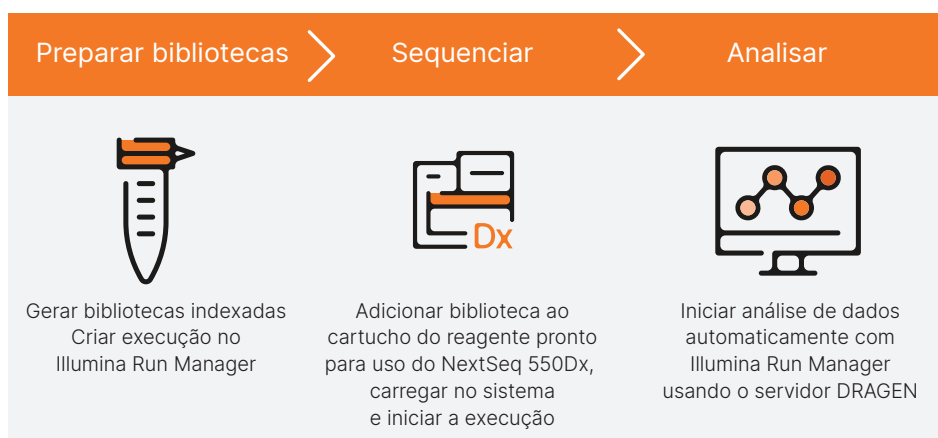 Preparar bibliotecas
Sequenciar
Analisar
Dx
Gerar bibliotecas indexadas
Criar execução no
Illumina Run Manager
Adicionar biblioteca ao
cartucho do reagente pronto
para uso do NextSeq 550Dx,
carregar no sistema
e iniciar a execução
Iniciar análise de dados
automaticamente com
Illumina Run Manager
usando o servidor DRAGEN